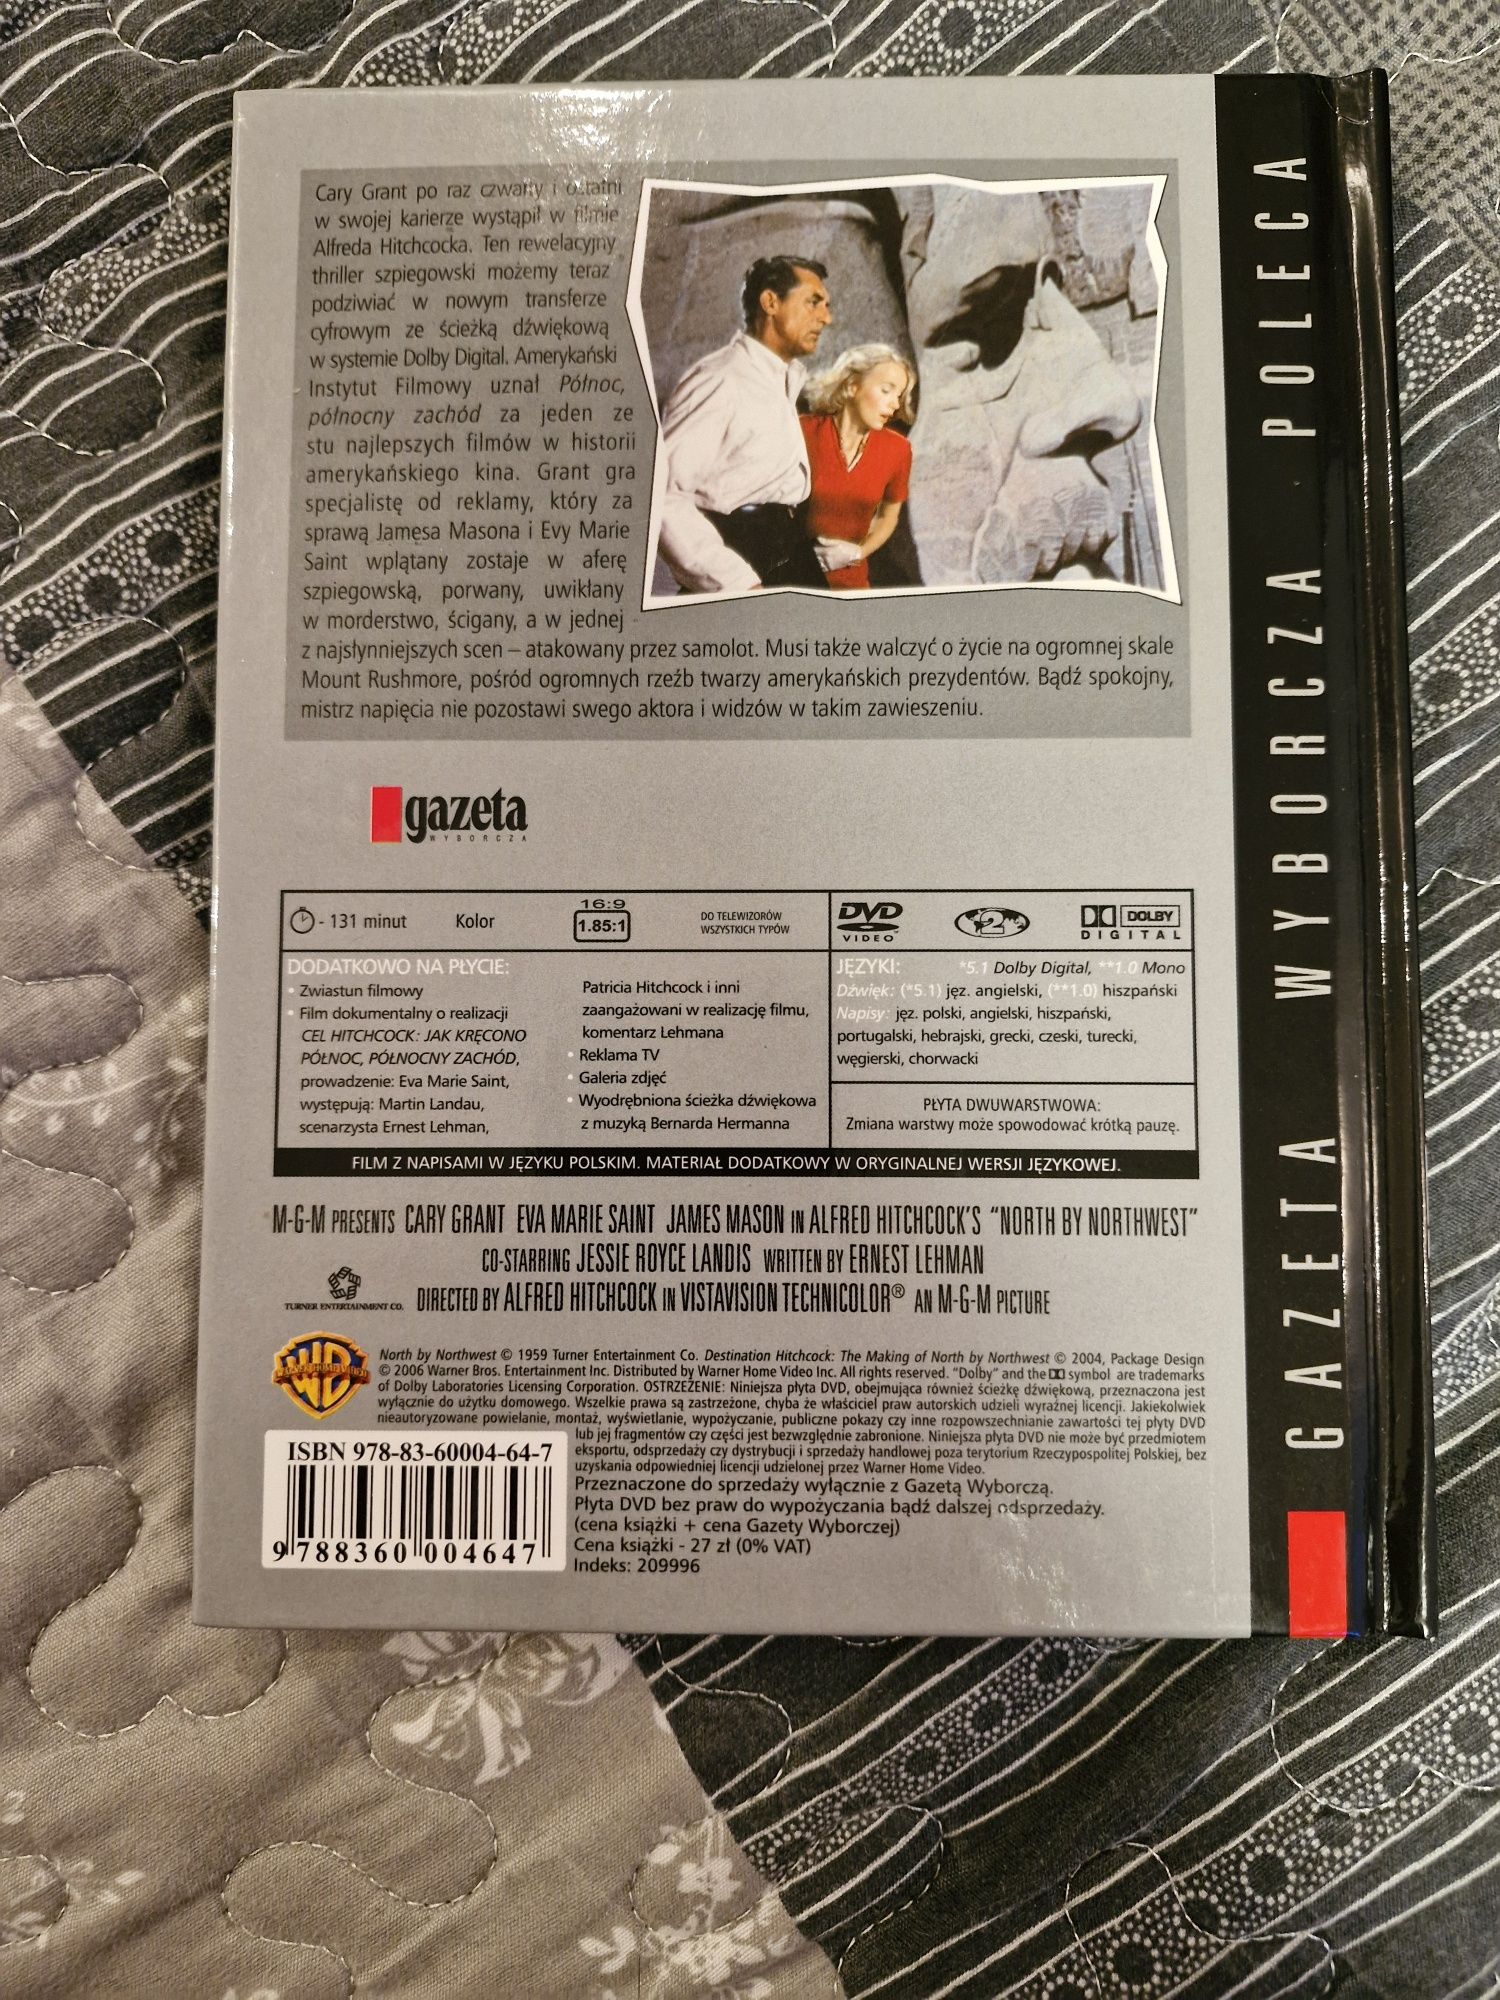 Cary Grant po raz czwarty i ostatni
w swojej karierze wystąpił w filmie
Alfreda Hitchcocka. Ten rewelacyjny
thriller szpiegowski możemy teraz
podziwiać w nowym transferze
cyfrowym ze ścieżką dźwiękową
w systemie Dolby Digital. Amerykański
Instytut Filmowy uznał Północ,
północny zachód za jeden ze
stu najlepszych filmów w historii
amerykańskiego kina. Grant gra
specjalistę od reklamy, który za
sprawą Jamesa Masona i Evy Marie
Saint wplątany zostaje w aferę
szpiegowską, porwany, uwikłany
w morderstwo, ścigany, a w jednej
z najsłynniejszych scen – atakowany przez samolot. Musi także walczyć o życie na ogromnej skale
Mount Rushmore, pośród ogromnych rzeźb twarzy amerykańskich prezydentów. Bądź spokojny,
mistrz napięcia nie pozostawi swego aktora i widzów w takim zawieszeniu.
gazeta
WYBORCZA
- 131 minut
Kolor
16:9
1.85:1
DO TELEWIZORÓW
WSZYSTKICH TYPÓW
DVD
VIDEO
2
DOLBY
DIGITAL
DODATKOWO NA PŁYCIE:
• Zwiastun filmowy
• Film dokumentalny o realizacji
CEL HITCHCOCK: JAK KRĘCONO
PÓŁNOC, PÓŁNOCNY ZACHÓD,
prowadzenie: Eva Marie Saint,
występują: Martin Landau,
scenarzysta Ernest Lehman,
Patricia Hitchcock i inni
zaangażowani w realizację filmu,
komentarz Lehmana
• Reklama TV
• Galeria zdjęć
• Wyodrębniona ścieżka dźwiękowa
z muzyką Bernarda Hermanna
JĘZYKI: *5.1 Dolby Digital, **1.0 Mono
Dźwięk: (*5.1) jęz. angielski, (**1.0) hiszpański
Napisy: jęz. polski, angielski, hiszpański,
portugalski, hebrajski, grecki, czeski, turecki,
węgierski, chorwacki
PŁYTA DWUWARSTWOWA:
Zmiana warstwy może spowodować krótką pauzę.
FILM Z NAPISAMI W JĘZYKU POLSKIM. MATERIAŁ DODATKOWY W ORYGINALNEJ WERSJI JĘZYKOWEJ.
M-G-M PRESENTS CARY GRANT EVA MARIE SAINT JAMES MASON IN ALFRED HITCHCOCK'S "NORTH BY NORTHWEST"
CO-STARRING JESSIE ROYCE LANDIS WRITTEN BY ERNEST LEHMAN
TURNER ENTERTAINMENT CO.
DIRECTED BY ALFRED HITCHCOCK IN VISTAVISION TECHNICOLOR® AN M-G-M PICTURE
North by Northwest © 1959 Turner Entertainment Co. Destination Hitchcock: The Making of North by Northwest © 2004, Package Design
© 2006 Warner Bros. Entertainment Inc. Distributed by Warner Home Video Inc. All rights reserved. "Dolby" and the symbol are trademarks
of Dolby Laboratories Licensing Corporation. OSTRZEŻENIE: Niniejsza płyta DVD, obejmująca również ścieżkę dźwiękową, przeznaczona jest
wyłącznie do użytku domowego. Wszelkie prawa są zastrzeżone, chyba że właściciel praw autorskich udzieli wyraźnej licencji. Jakiekolwiek
nieautoryzowane powielanie, montaż, wyświetlanie, wypożyczanie, publiczne pokazy czy inne rozpowszechnianie zawartości tej płyty DVD
lub jej fragmentów czy części jest bezwzględnie zabronione. Niniejsza płyta DVD nie może być przedmiotem
eksportu, odsprzedaży czy dystrybucji i sprzedaży handlowej poza terytorium Rzeczypospolitej Polskiej, bez
uzyskania odpowiedniej licencji udzielonej przez Warner Home Video.
Przeznaczone do sprzedaży wyłącznie z Gazetą Wyborczą.
Płyta DVD bez praw do wypożyczania bądź dalszej odsprzedaży.
(cena książki + cena Gazety Wyborczej)
Cena książki - 27 zł (0% VAT)
Indeks: 209996
ISBN 978-83-60004-64-7
9 788360 004647
GAZETA WYBORCZA POLECA